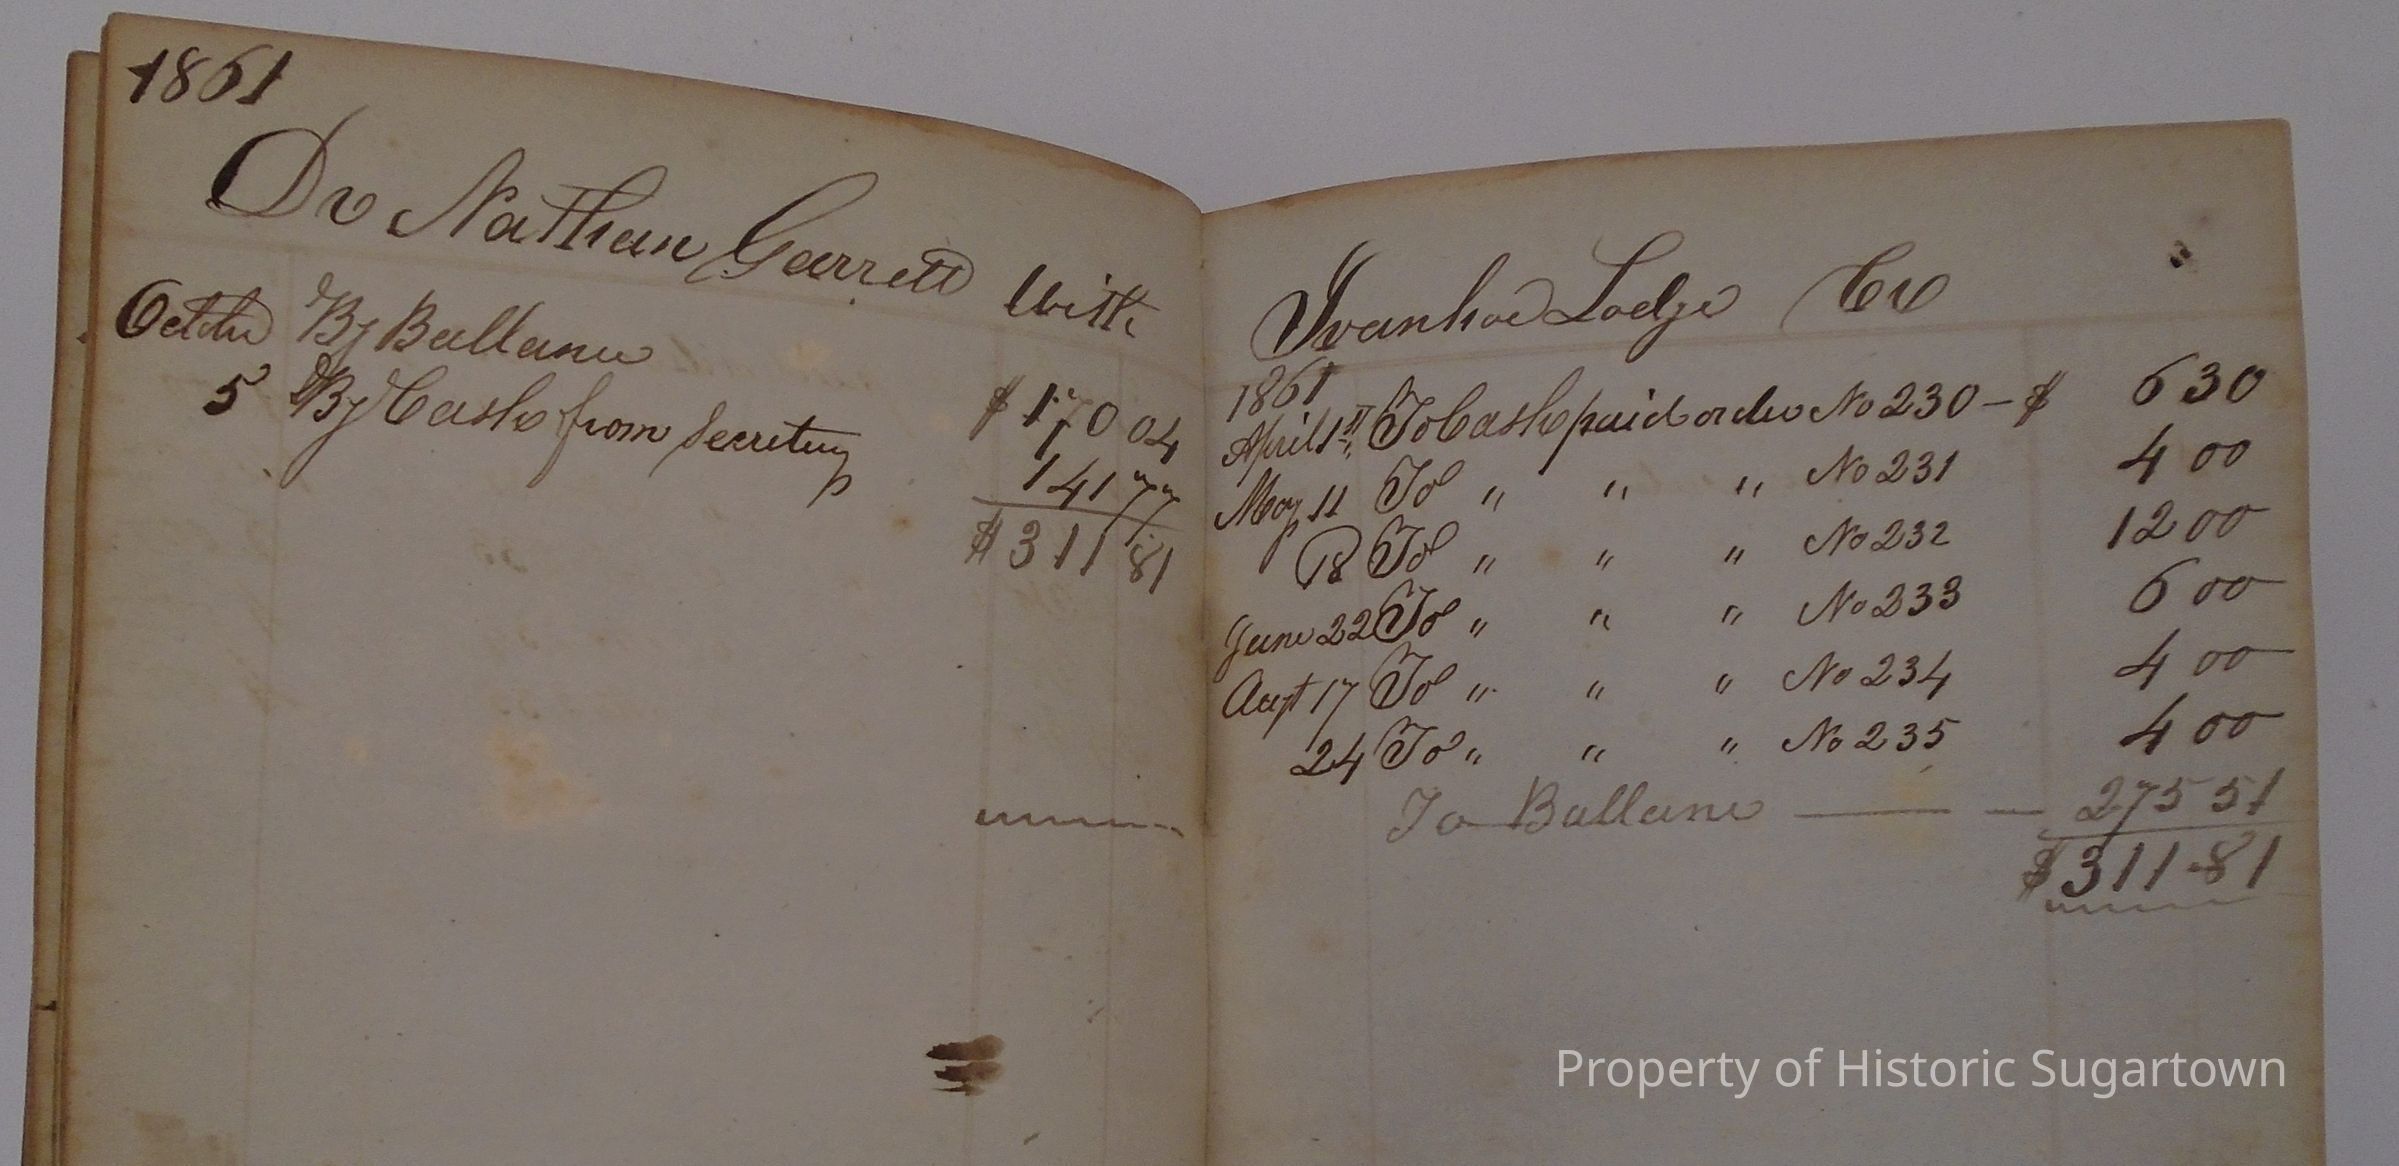 1861
Dr Nathan Garrett With
October By Ballance $170 04
5 By Cash from Secretary 141 77
$311 81
Ivanhoe Lodge Cr
1861
April 1st To Cash paid order No 230 – $ 6 30
May 11 To " " " No 231 4 00
18 To " " " No 232 12 00
June 22 To " " " No 233 6 00
Augt 17 To " " " No 234 4 00
24 To " " " No 235 4 00
To Ballance — — 275 51
$311.81
Property of Historic Sugartown